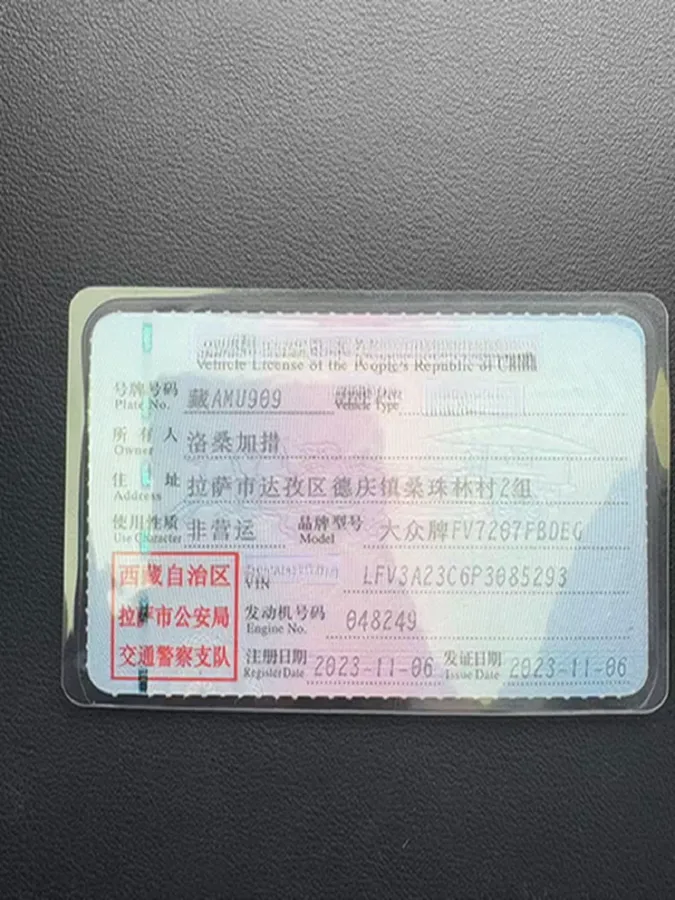 Vehicle License of the People's Republic of China
号牌号码 藏AMU909
Plate No. Vehicle Type
所有人 洛桑加措
Owner
住址 拉萨市达孜区德庆镇桑珠林村2组
Address
使用性质 非营运 品牌型号 大众牌FV7267FBDEG
Use Character Model
西藏自治区
拉萨市公安局
交通警察支队
VIN LFV3A23C6P3085293
发动机号码 048249
Engine No.
注册日期 2023-11-06 发证日期 2023-11-06
Register Date Issue Date